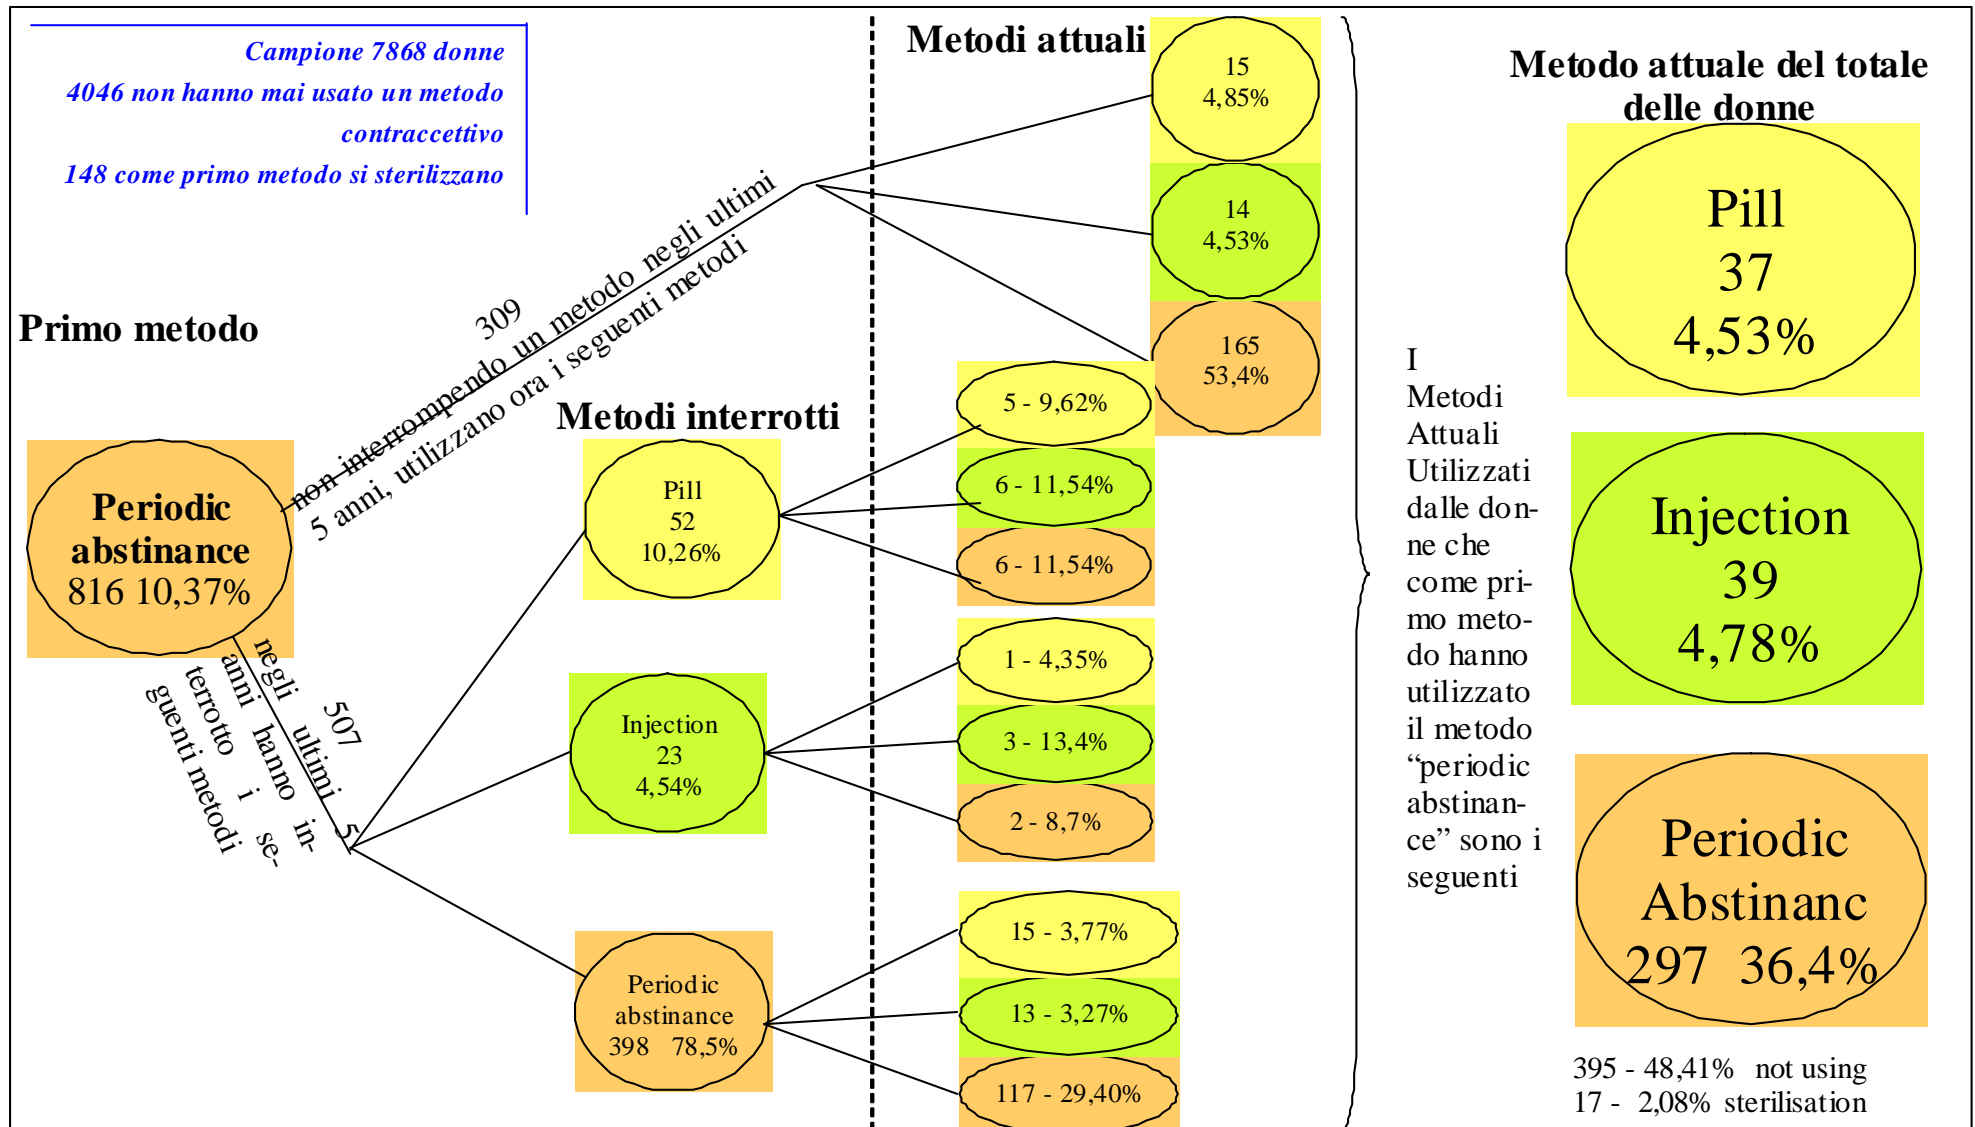 Campione 7868 donne
4046 non hanno mai usato un metodo
contraccettivo
148 come primo metodo si sterilizzano
Primo metodo
Periodic
abstinance
816 10,37%
309
non interrompendo un metodo negli ultimi
5 anni, utilizzano ora i seguenti metodi
507
negli ultimi 5
anni hanno in-
terrotto i se-
guenti metodi
Metodi interrotti
Pill
52
10,26%
Injection
23
4,54%
Periodic
abstinance
398 78,5%
Metodi attuali
15
4,85%
14
4,53%
165
53,4%
5 - 9,62%
6 - 11,54%
6 - 11,54%
1 - 4,35%
3 - 13,4%
2 - 8,7%
15 - 3,77%
13 - 3,27%
117 - 29,40%
I
Metodi
Attuali
Utilizzati
dalle don-
ne che
come pri-
mo meto-
do hanno
utilizzato
il metodo
“periodic
abstinan-
ce” sono i
seguenti
Metodo attuale del totale
delle donne
Pill
37
4,53%
Injection
39
4,78%
Periodic
Abstinanc
297 36,4%
395 - 48,41% not using
17 - 2,08% sterilisation